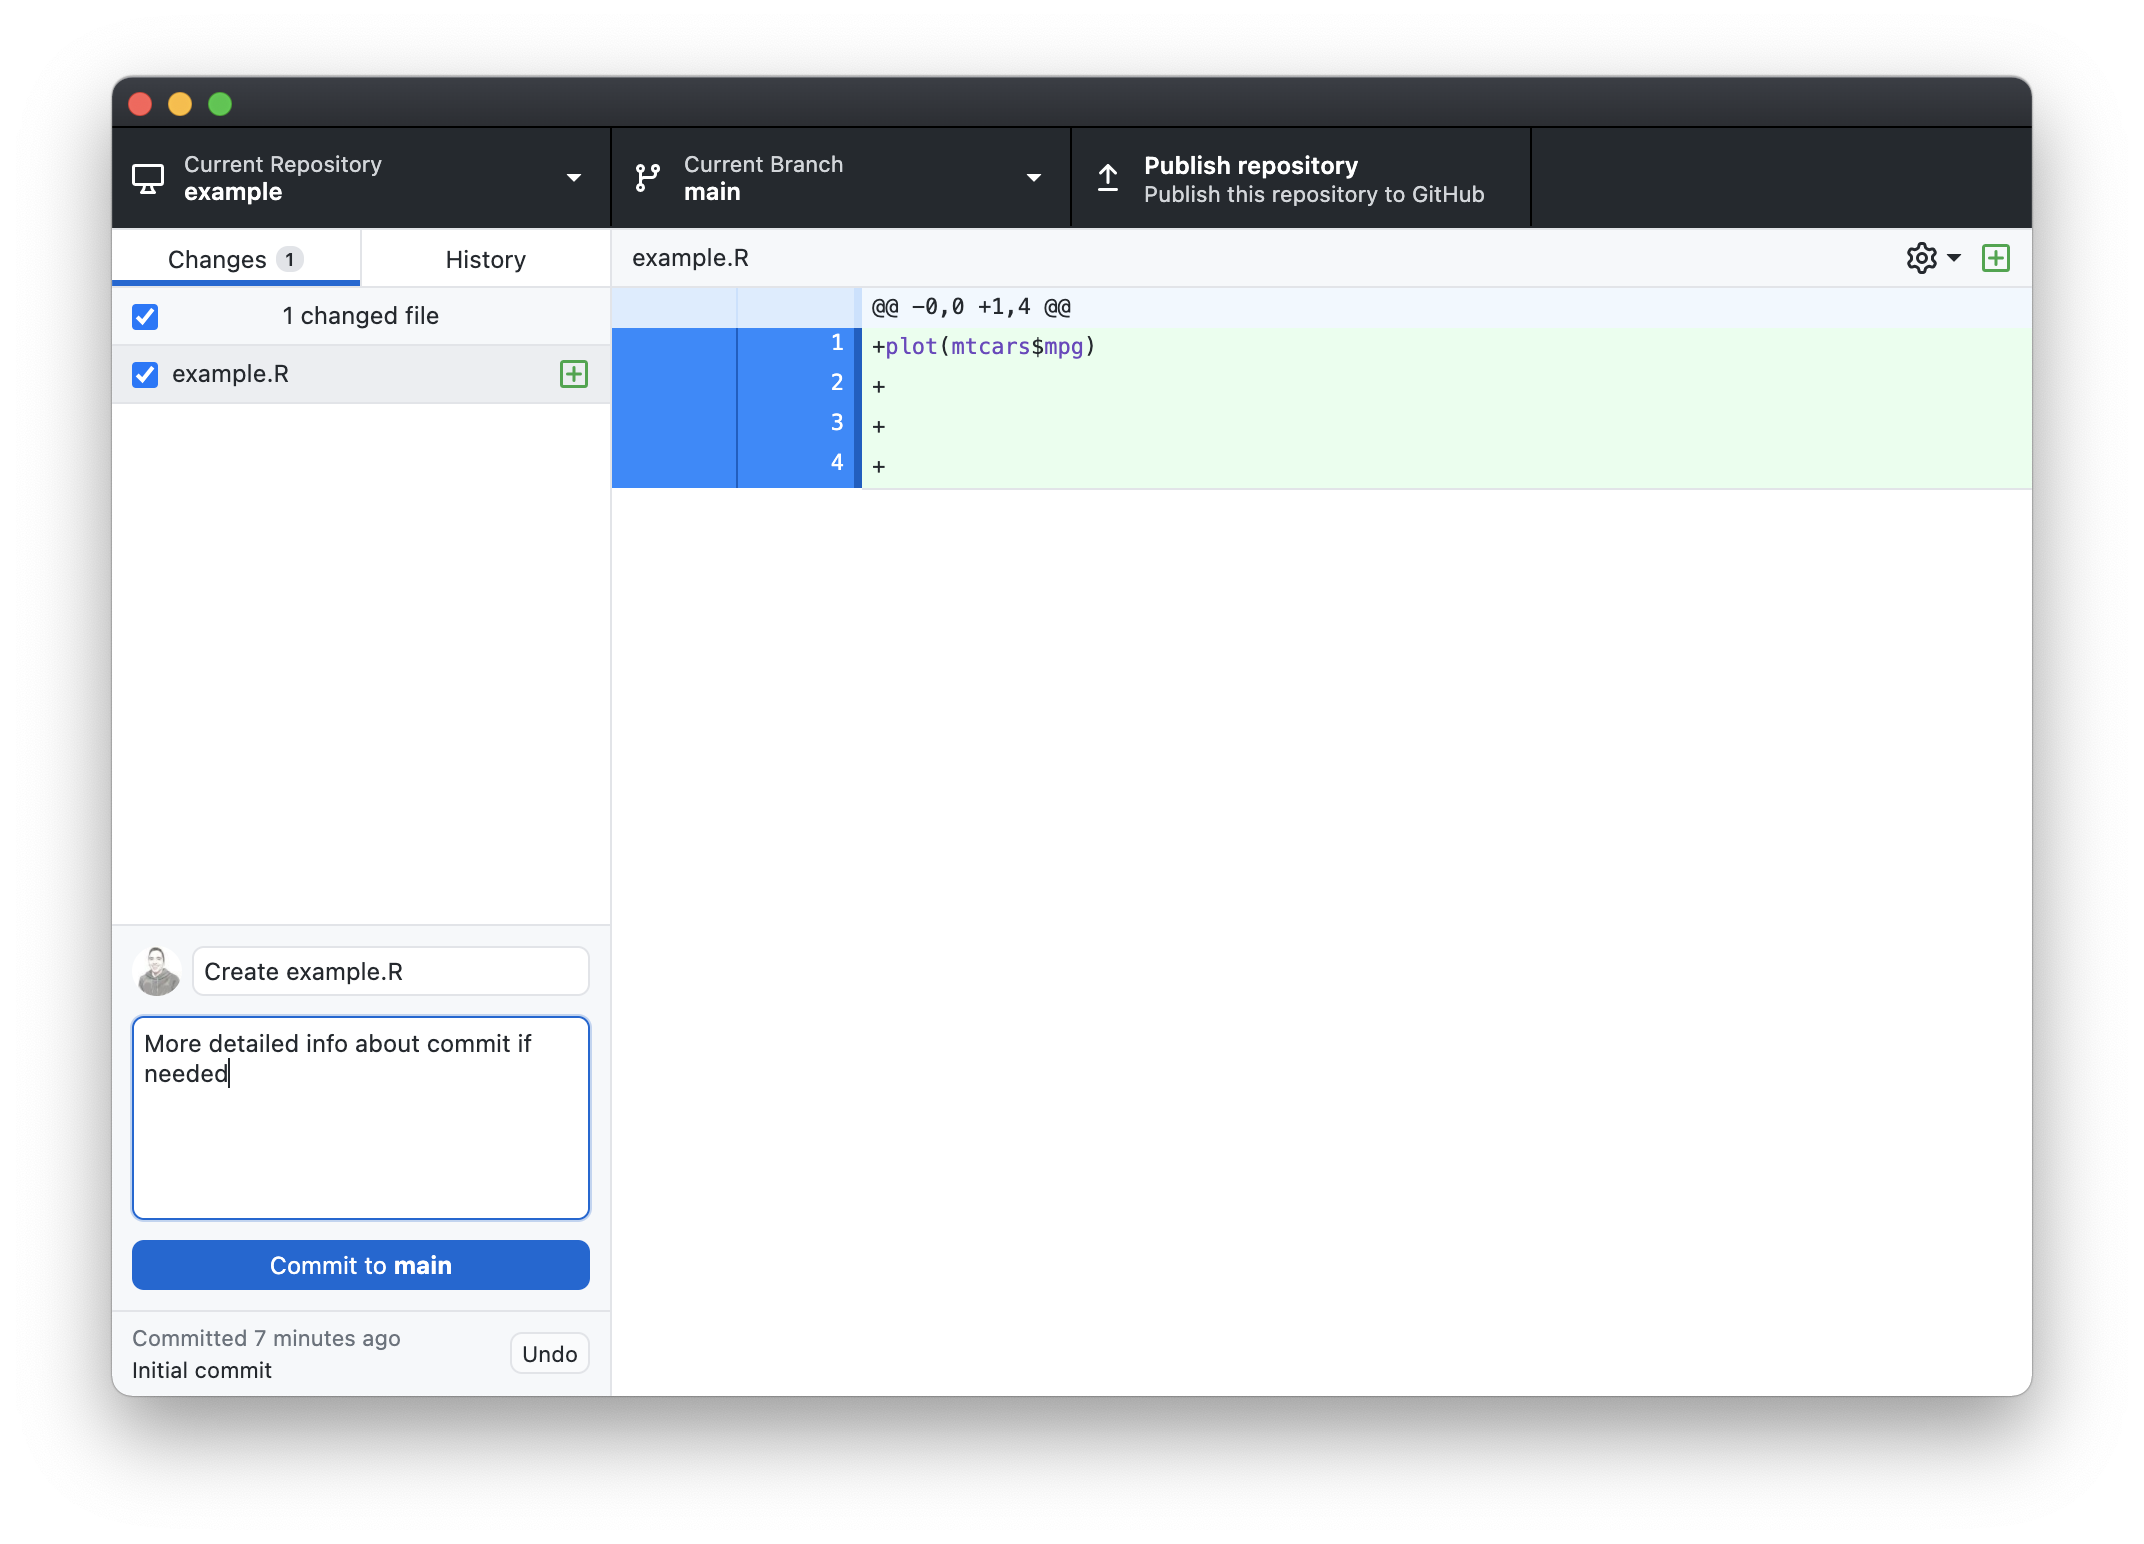 Current Repository
example
Current Branch
main
Publish repository
Publish this repository to GitHub
Changes 1
History
example.R
1 changed file
example.R
@@ -0,0 +1,4 @@
1 +plot(mtcars$mpg)
2 +
3 +
4 +
Create example.R
More detailed info about commit if
needed
Commit to main
Committed 7 minutes ago
Initial commit
Undo